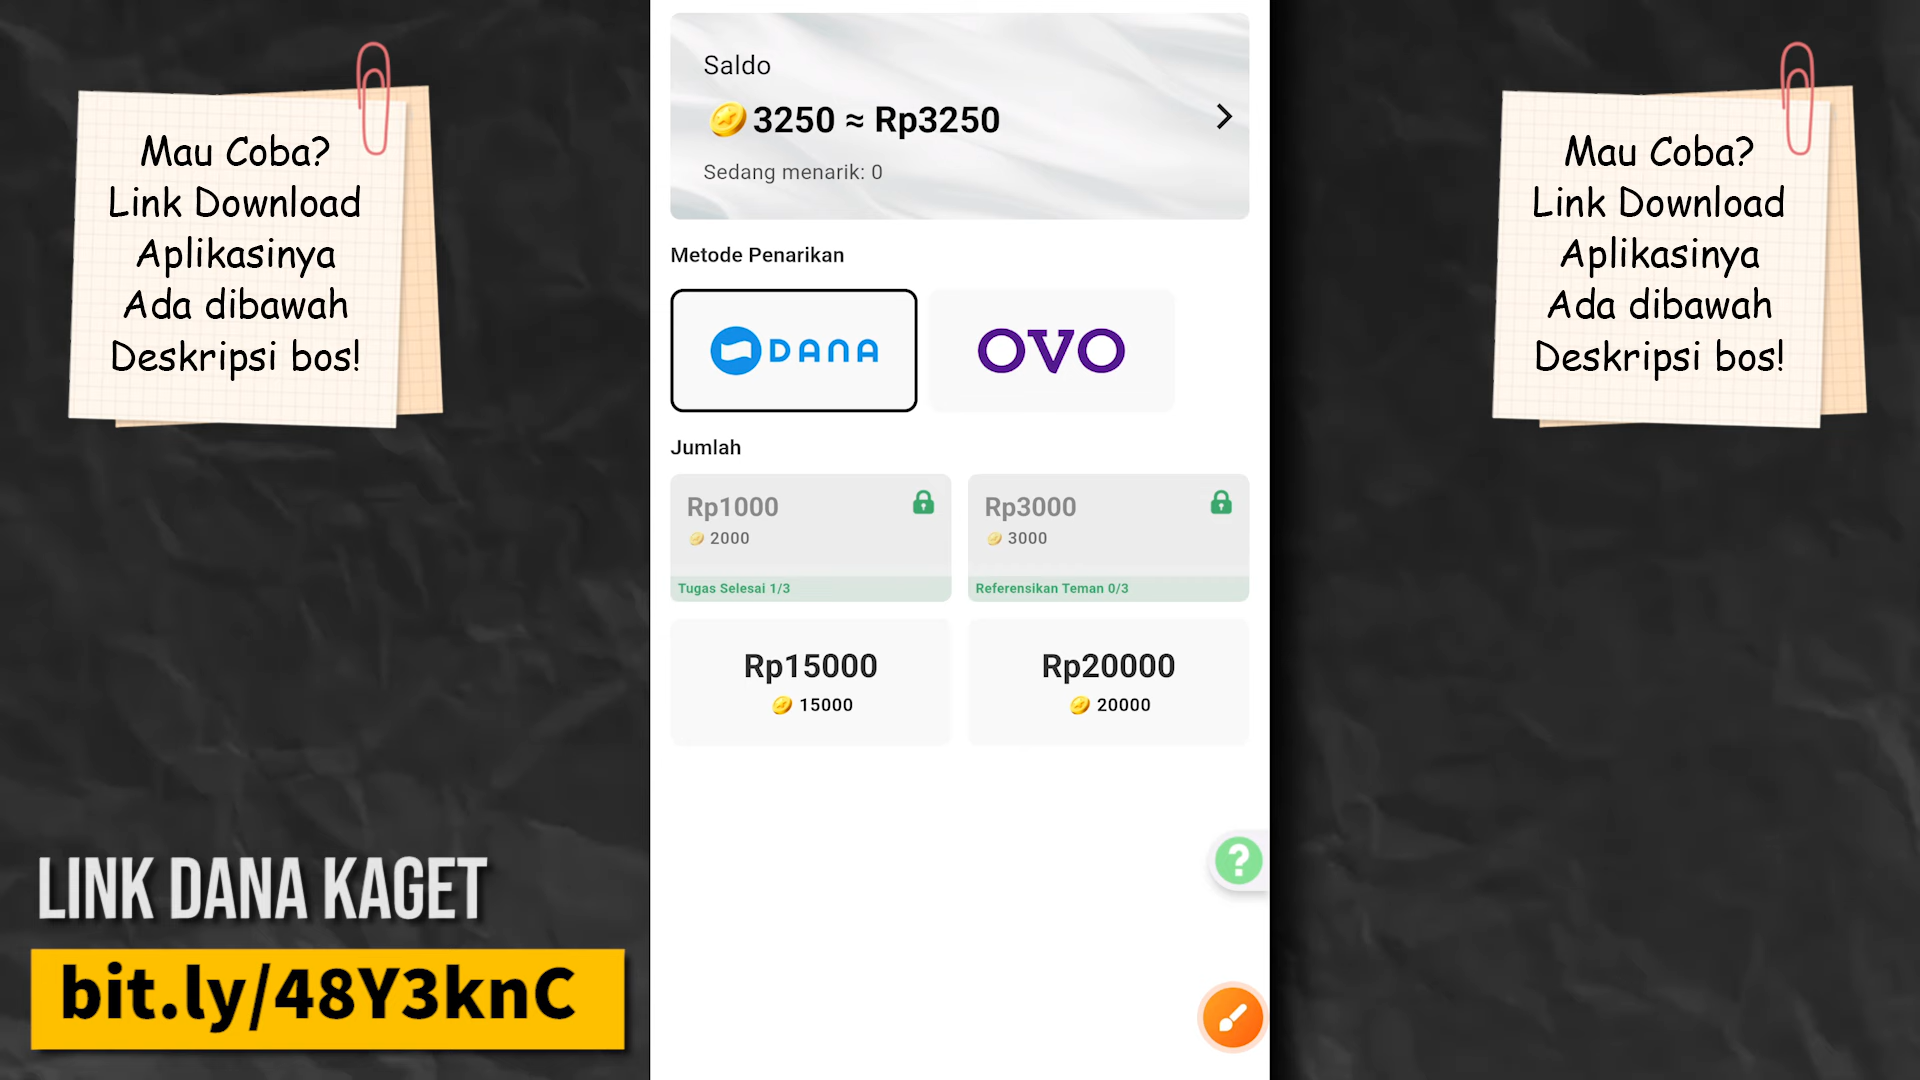 Mau Coba?
Link Download
Aplikasinya
Ada dibawah
Deskripsi bos!
LINK DANA KAGET
bit.ly/48Y3knC
Saldo
3250 ≈ Rp3250
Sedang menarik: 0
Metode Penarikan
DANA
OVO
Jumlah
Rp1000
2000
Tugas Selesai 1/3
Rp3000
3000
Referensikan Teman 0/3
Rp15000
15000
Rp20000
20000
?
Mau Coba?
Link Download
Aplikasinya
Ada dibawah
Deskripsi bos!